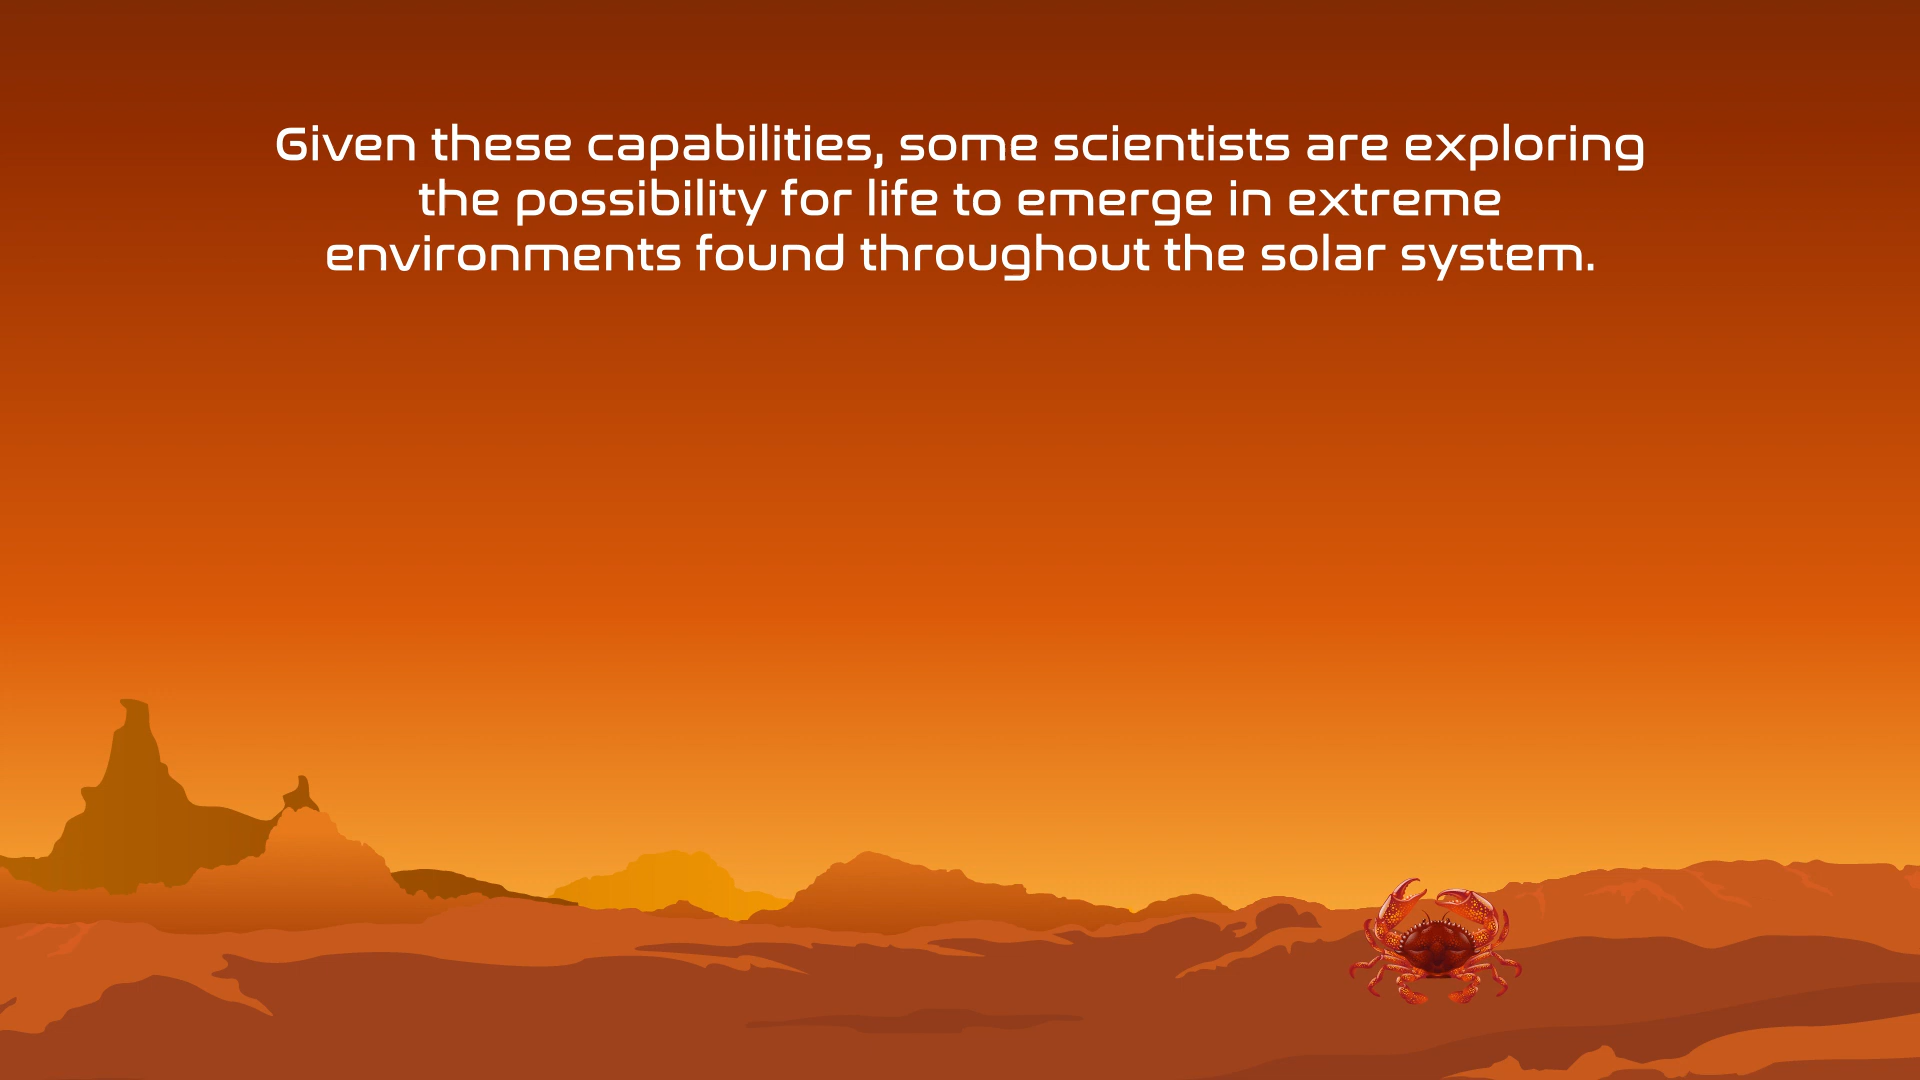 Given these capabilities, some scientists are exploring
the possibility for life to emerge in extreme
environments found throughout the solar system.